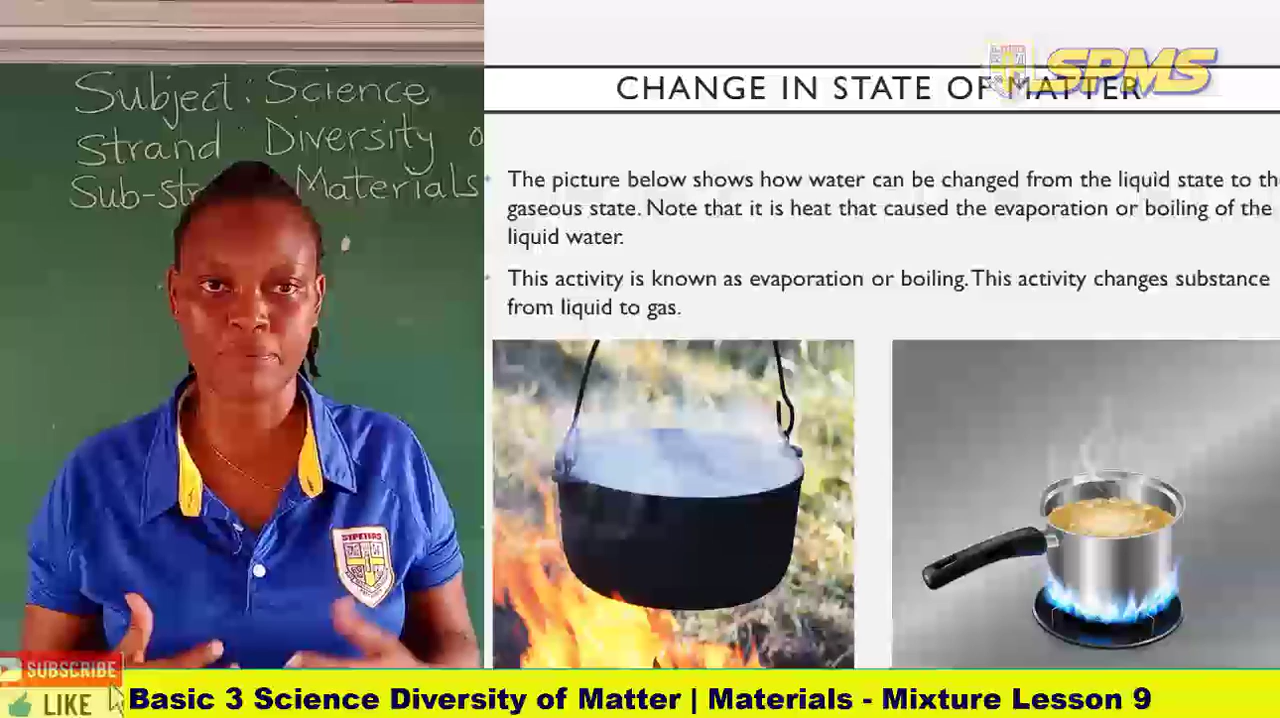 Subject: Science
Strand Diversity o
Sub-str Materials
SPMS
CHANGE IN STATE OF MATTER
The picture below shows how water can be changed from the liquid state to the
gaseous state. Note that it is heat that caused the evaporation or boiling of the
liquid water.
This activity is known as evaporation or boiling. This activity changes substance
from liquid to gas.
ST PETERS
SUBSCRIBE
LIKE
Basic 3 Science Diversity of Matter | Materials - Mixture Lesson 9